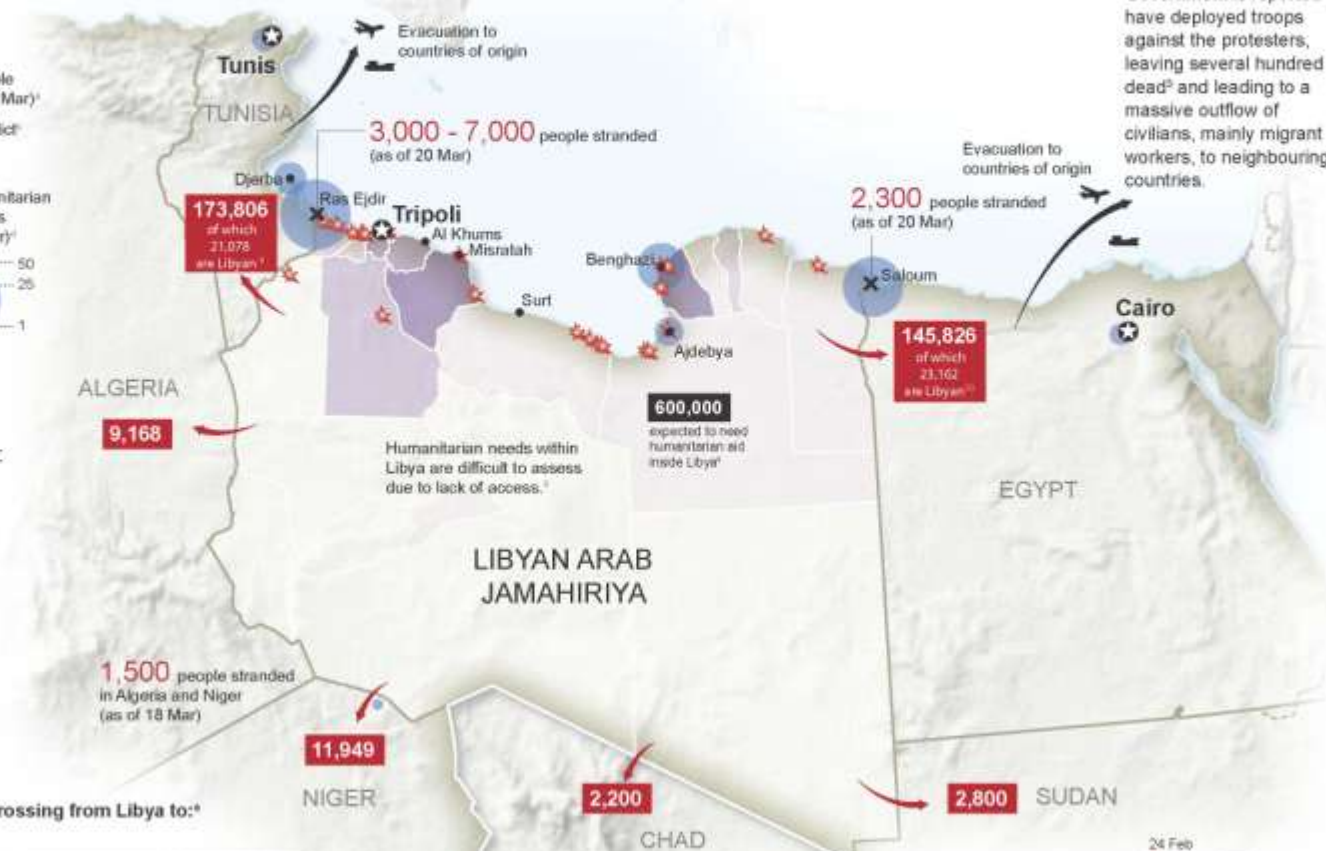 have deployed troops
against the protesters,
leaving several hundred
dead⁵ and leading to a
massive outflow of
civilians, mainly migrant
workers, to neighbouring
countries.
Evacuation to
countries of origin
Tunis
TUNISIA
Mar)
3,000 - 7,000 people stranded
(as of 20 Mar)
Evacuation to
countries of origin
Djerba
Ras Ejdir
2,300 people stranded
(as of 20 Mar)
173,806
of which
21,078
are Libyan
Tripoli
Al Khums
Misratah
Benghazi
Saloum
50
25
1
Surt
Cairo
Ajdebya
145,826
of which
23,162
are Libyan
ALGERIA
9,168
600,000
expected to need
humanitarian aid
inside Libya
Humanitarian needs within
Libya are difficult to assess
due to lack of access.
EGYPT
LIBYAN ARAB
JAMAHIRIYA
1,500 people stranded
in Algeria and Niger
(as of 18 Mar)
11,949
NIGER
2,200
CHAD
2,800
SUDAN
from Libya to:
24 Feb